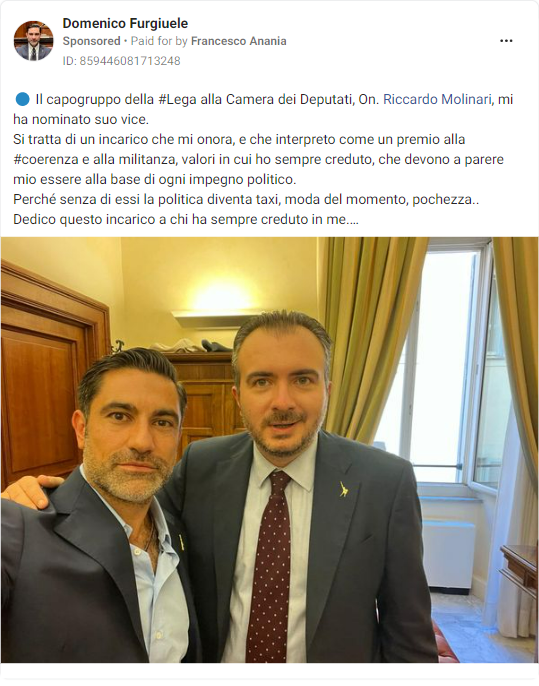 Domenico Furgiuele
Sponsored • Paid for by Francesco Anania
ID: 859446081713248
🔵 Il capogruppo della #Lega alla Camera dei Deputati, On. Riccardo Molinari, mi
ha nominato suo vice.
Si tratta di un incarico che mi onora, e che interpreto come un premio alla
#coerenza e alla militanza, valori in cui ho sempre creduto, che devono a parere
mio essere alla base di ogni impegno politico.
Perché senza di essi la politica diventa taxi, moda del momento, pochezza..
Dedico questo incarico a chi ha sempre creduto in me....